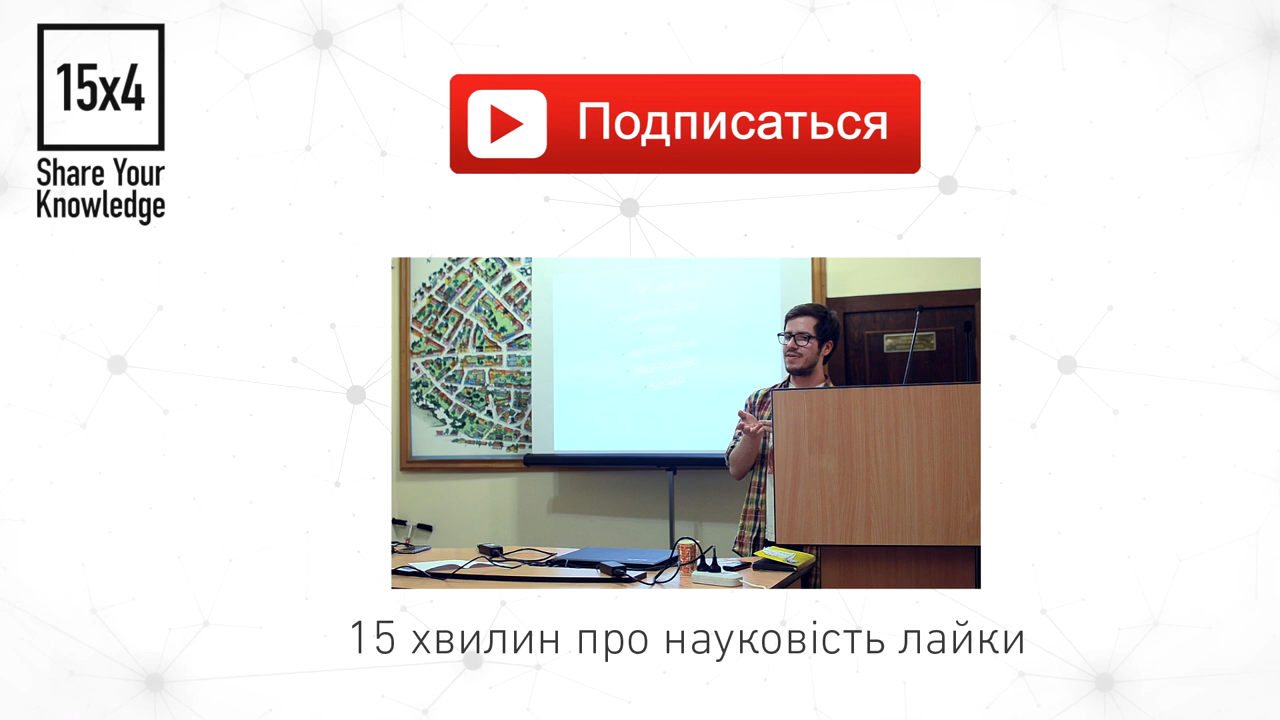 15x4
Share Your
Knowledge
Подписаться
15 хвилин про науковість лайки